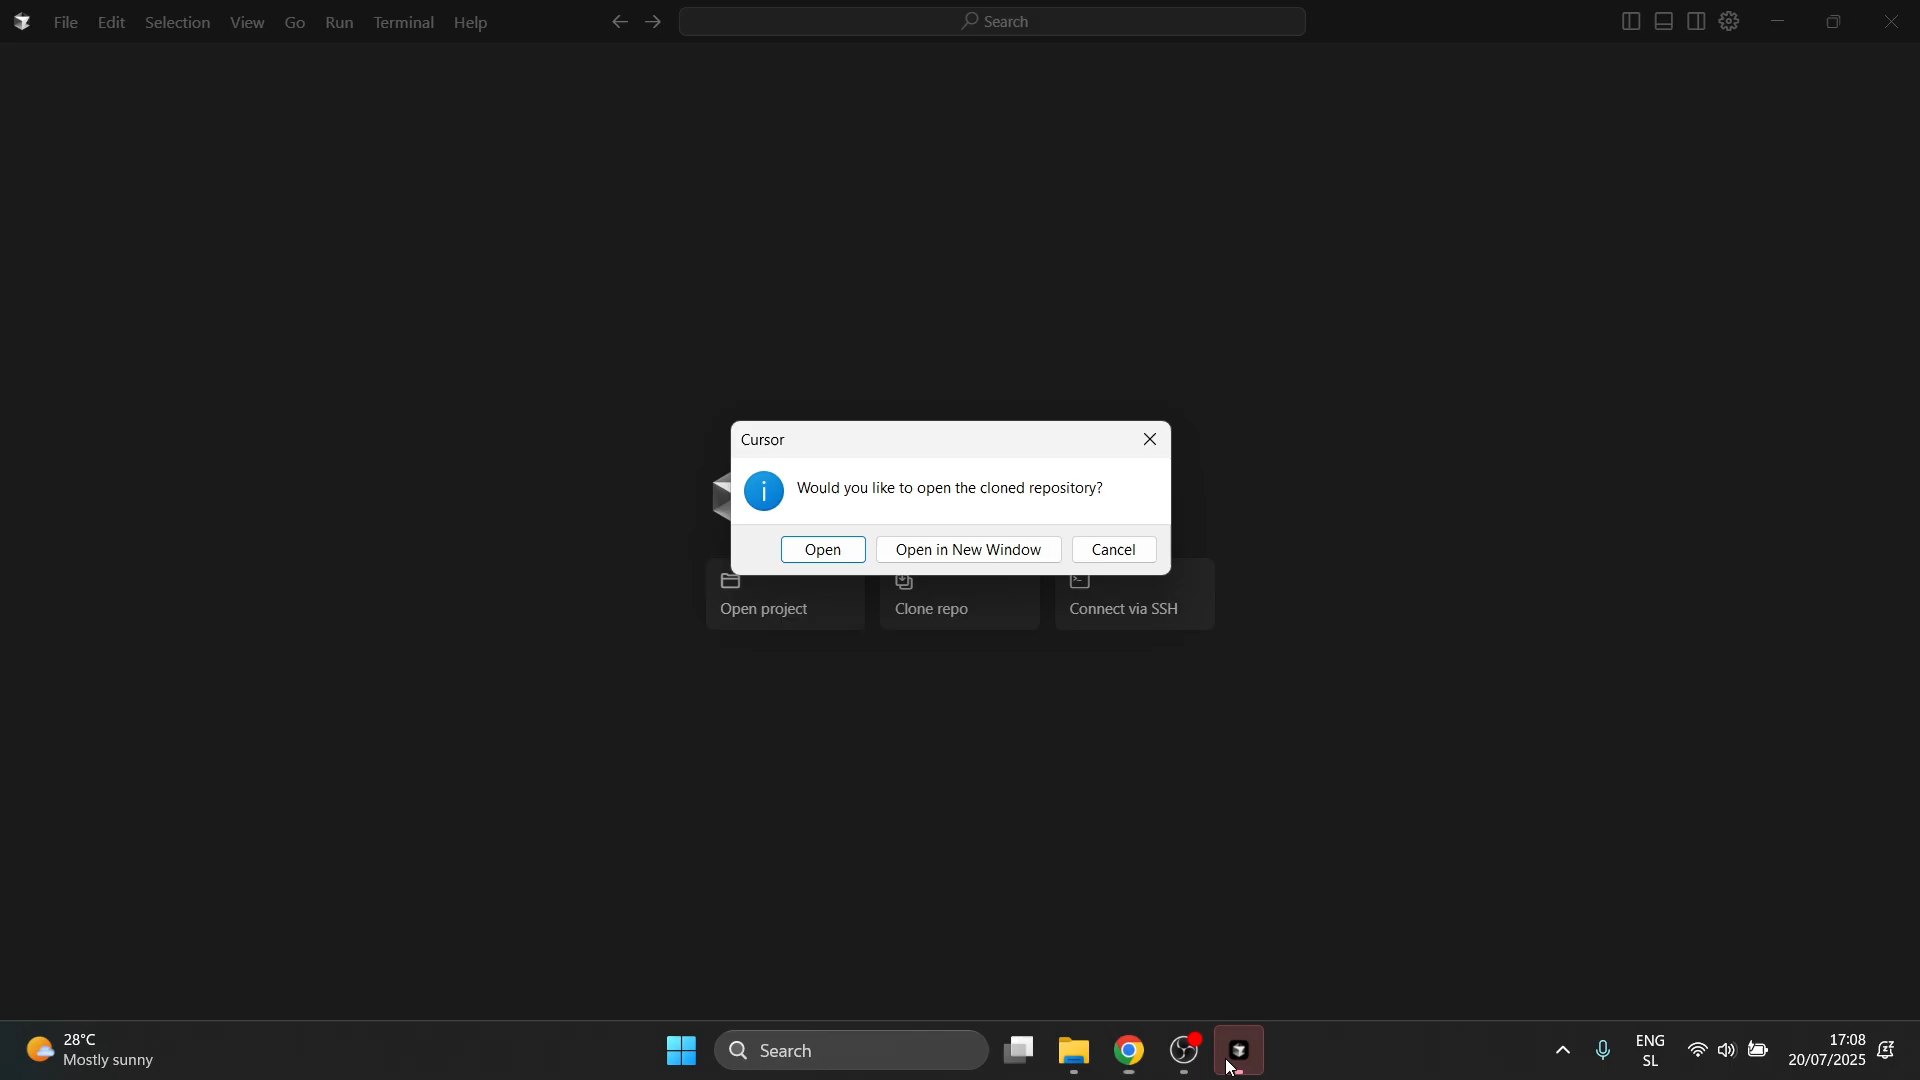 File Edit Selection View Go Run Terminal Help
Search
Cursor
Would you like to open the cloned repository?
Open Open in New Window Cancel
Open project Clone repo Connect via SSH
28°C
Mostly sunny
Search
ENG
SL
17:08
20/07/2025